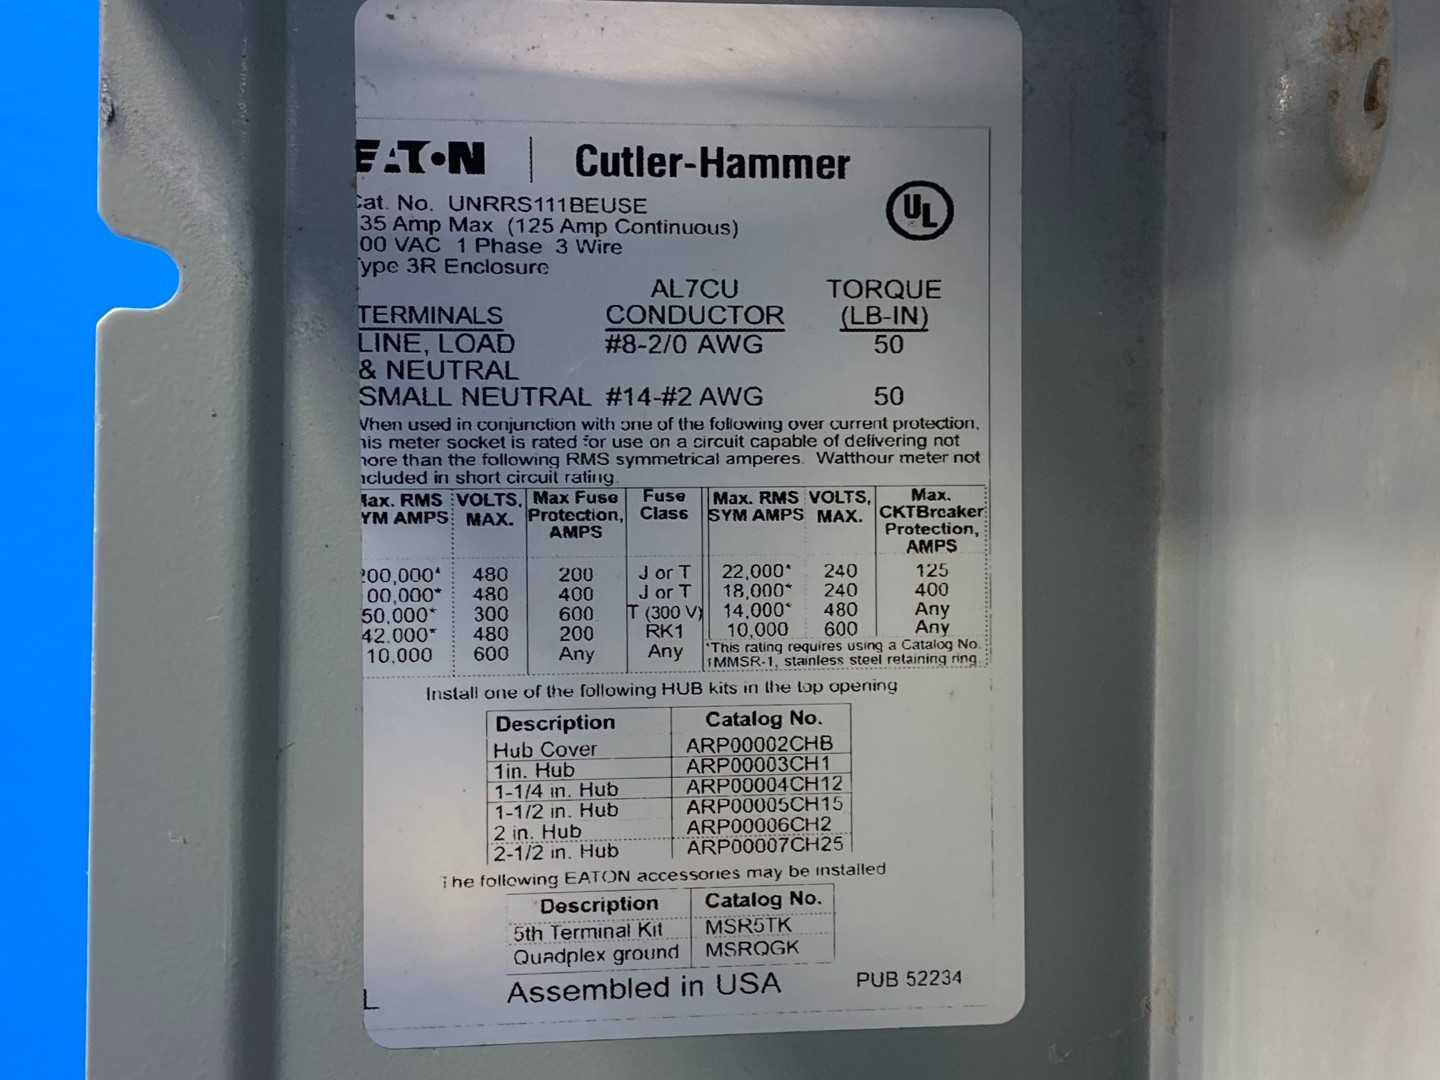 EATON | Cutler-Hammer
UL
Cat. No. UNRRS111BEUSE
35 Amp Max (125 Amp Continuous)
00 VAC 1 Phase 3 Wire
ype 3R Enclosure
AL7CU TORQUE
TERMINALS CONDUCTOR (LB-IN)
LINE, LOAD #8-2/0 AWG 50
& NEUTRAL
SMALL NEUTRAL #14-#2 AWG 50
When used in conjunction with one of the following over current protection,
his meter socket is rated for use on a circuit capable of delivering not
nore than the following RMS symmetrical amperes. Watthour meter not
ncluded in short circuit rating.
Max. RMS VOLTS, Max Fuse Fuse Max. RMS VOLTS, Max.
YM AMPS MAX. Protection, Class SYM AMPS MAX. CKTBreaker
AMPS Protection,
AMPS
200,000* 480 200 J or T 22,000* 240 125
00,000* 480 400 J or T 18,000* 240 400
50,000* 300 600 T (300 V) 14,000* 480 Any
42,000* 480 200 RK1 10,000 600 Any
10,000 600 Any Any *This rating requires using a Catalog No.
1MMSR-1, stainless steel retaining ring.
Install one of the following HUB kits in the top opening
Description Catalog No.
Hub Cover ARP00002CHB
1in. Hub ARP00003CH1
1-1/4 in. Hub ARP00004CH12
1-1/2 in. Hub ARP00005CH15
2 in. Hub ARP00006CH2
2-1/2 in. Hub ARP00007CH25
The following EATON accessories may be installed
Description Catalog No.
5th Terminal Kit MSR5TK
Quadplex ground MSRQGK
L Assembled in USA PUB 52234